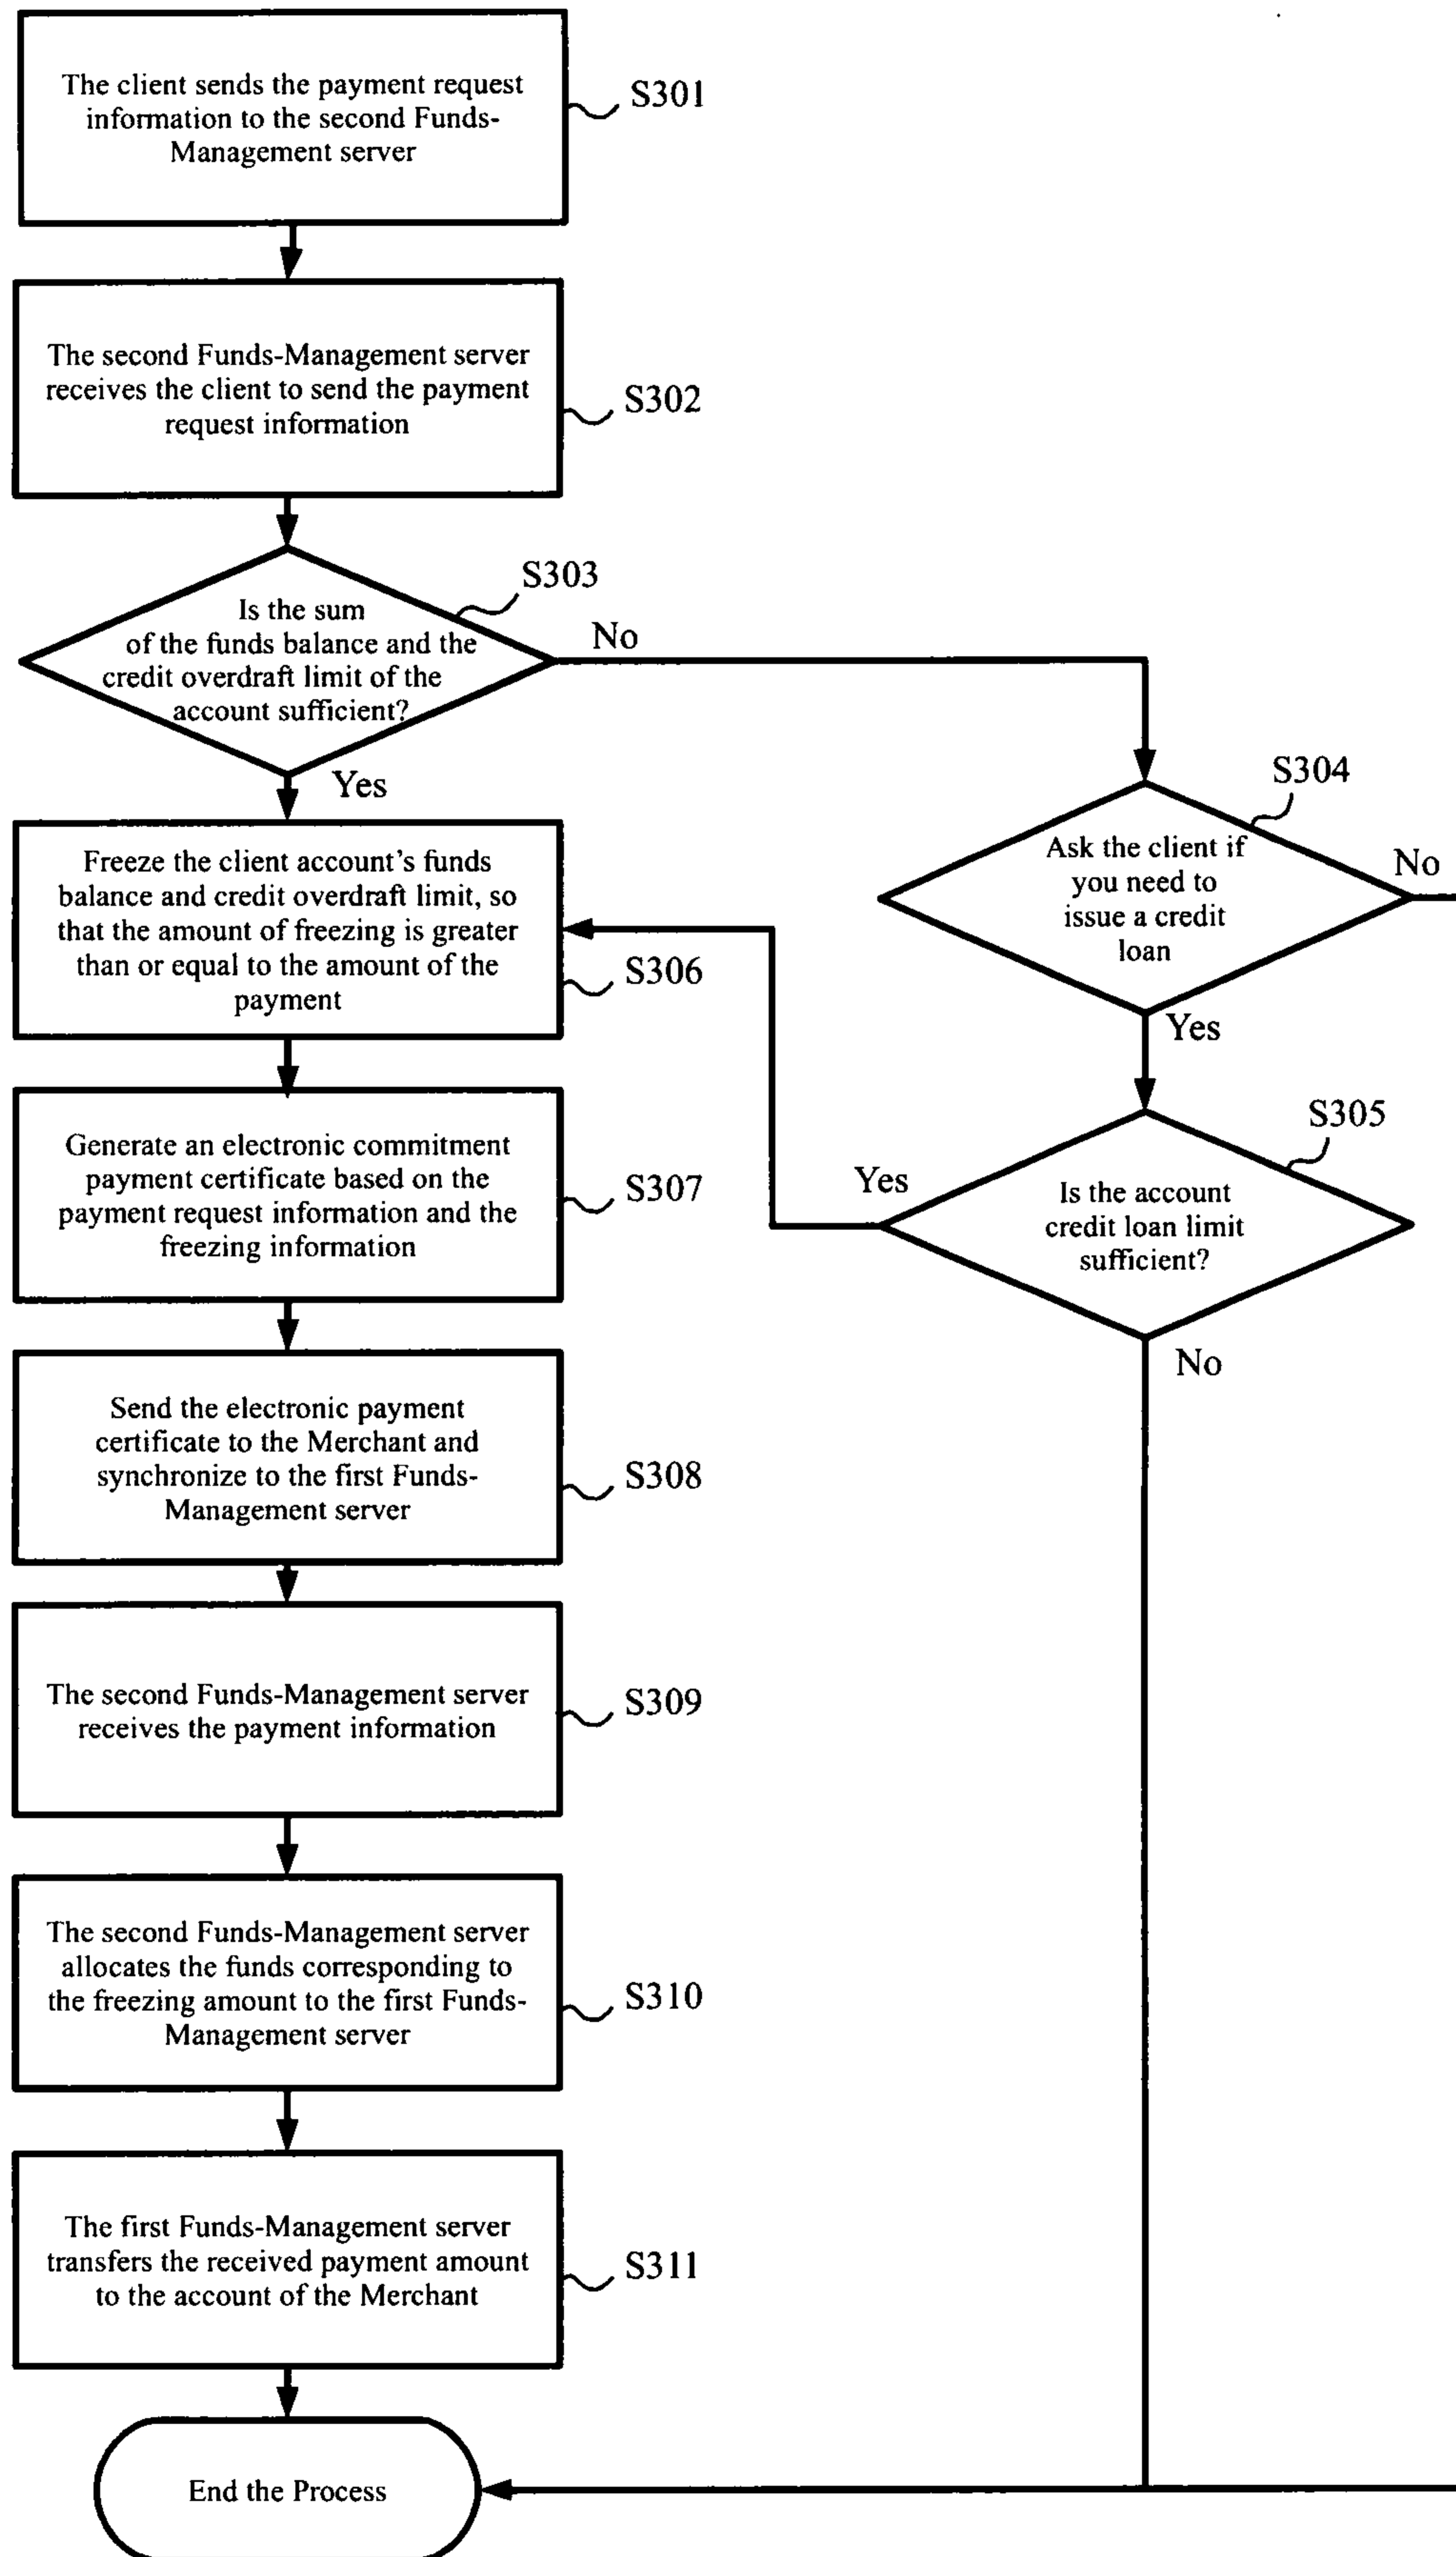 The client sends the payment request
information to the second Funds-
Management server
S301
The second Funds-Management server
receives the client to send the payment
request information
S302
Is the sum
of the funds balance and the
credit overdraft limit of the
account sufficient?
S303
No
Yes
Ask the client if
you need to
issue a credit
loan
S304
No
Yes
Is the account
credit loan limit
sufficient?
S305
Yes
No
Freeze the client account's funds
balance and credit overdraft limit, so
that the amount of freezing is greater
than or equal to the amount of the
payment
S306
Generate an electronic commitment
payment certificate based on the
payment request information and the
freezing information
S307
Send the electronic payment
certificate to the Merchant and
synchronize to the first Funds-
Management server
S308
The second Funds-Management server
receives the payment information
S309
The second Funds-Management server
allocates the funds corresponding to
the freezing amount to the first Funds-
Management server
S310
The first Funds-Management server
transfers the received payment amount
to the account of the Merchant
S311
End the Process